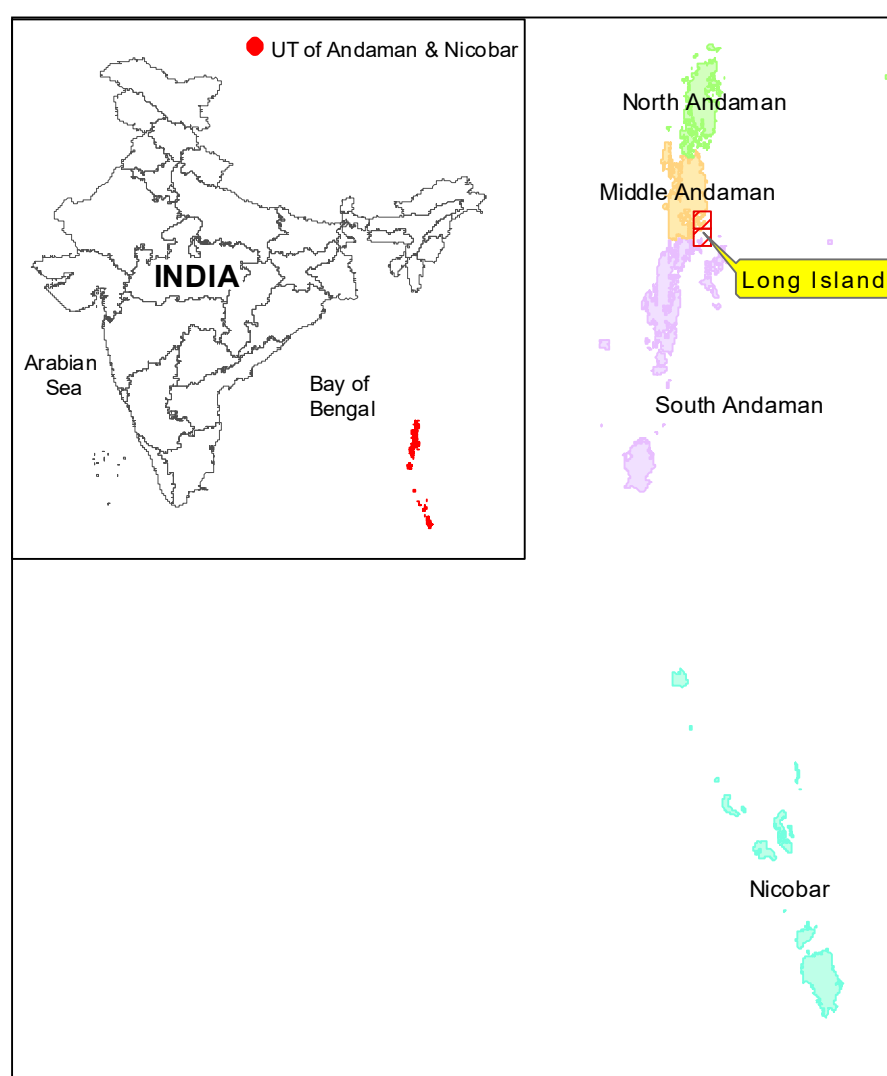 UT of Andaman & Nicobar
INDIA
Arabian
Sea
Bay of
Bengal
North Andaman
Middle Andaman
Long Island
South Andaman
Nicobar